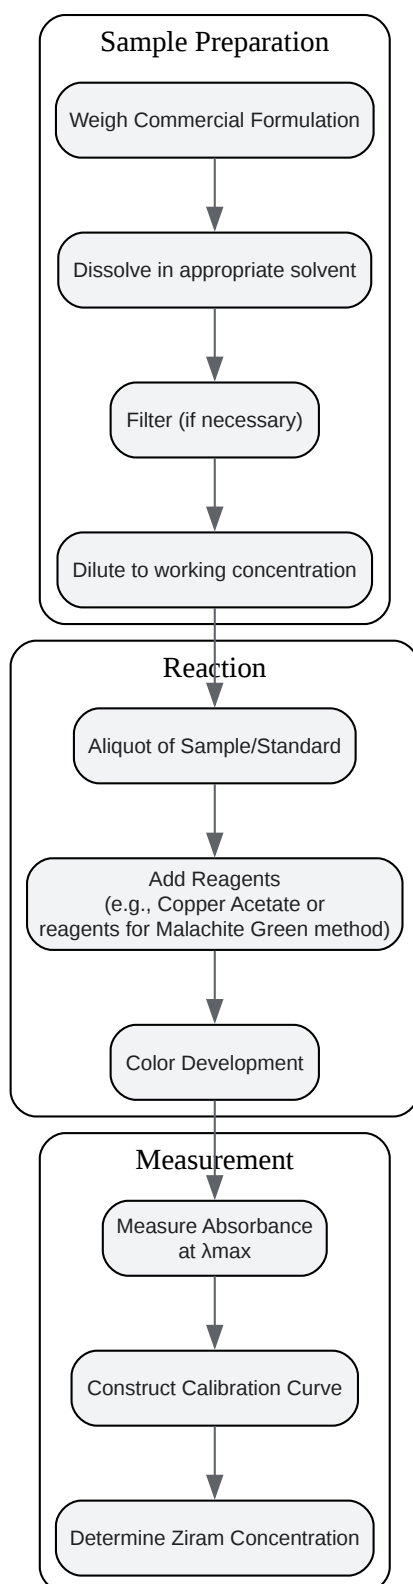 Sample Preparation
Weigh Commercial Formulation
Dissolve in appropriate solvent
Filter (if necessary)
Dilute to working concentration
Reaction
Aliquot of Sample/Standard
Add Reagents
(e.g., Copper Acetate or
reagents for Malachite Green method)
Color Development
Measurement
Measure Absorbance
at λmax
Construct Calibration Curve
Determine Ziram Concentration